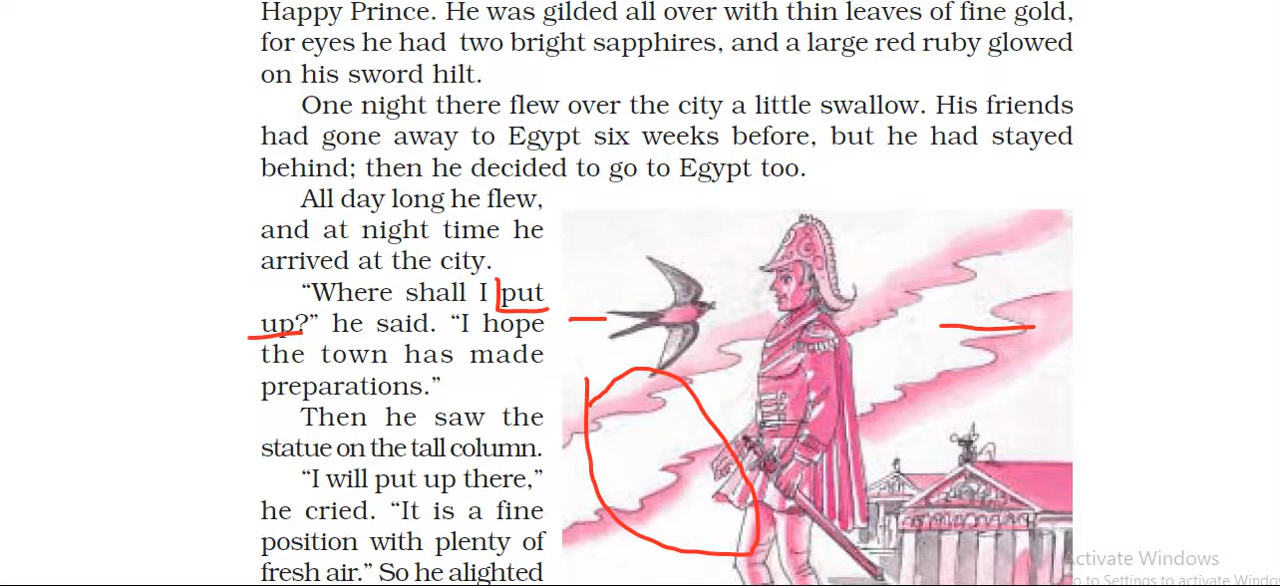 Happy Prince. He was gilded all over with thin leaves of fine gold,
for eyes he had two bright sapphires, and a large red ruby glowed
on his sword hilt.
One night there flew over the city a little swallow. His friends
had gone away to Egypt six weeks before, but he had stayed
behind; then he decided to go to Egypt too.
All day long he flew,
and at night time he
arrived at the city.
“Where shall I put
up?” he said. “I hope
the town has made
preparations.”
Then he saw the
statue on the tall column.
“I will put up there,”
he cried. “It is a fine
position with plenty of
fresh air.” So he alighted
Activate Windows
to Settings to activate Windows